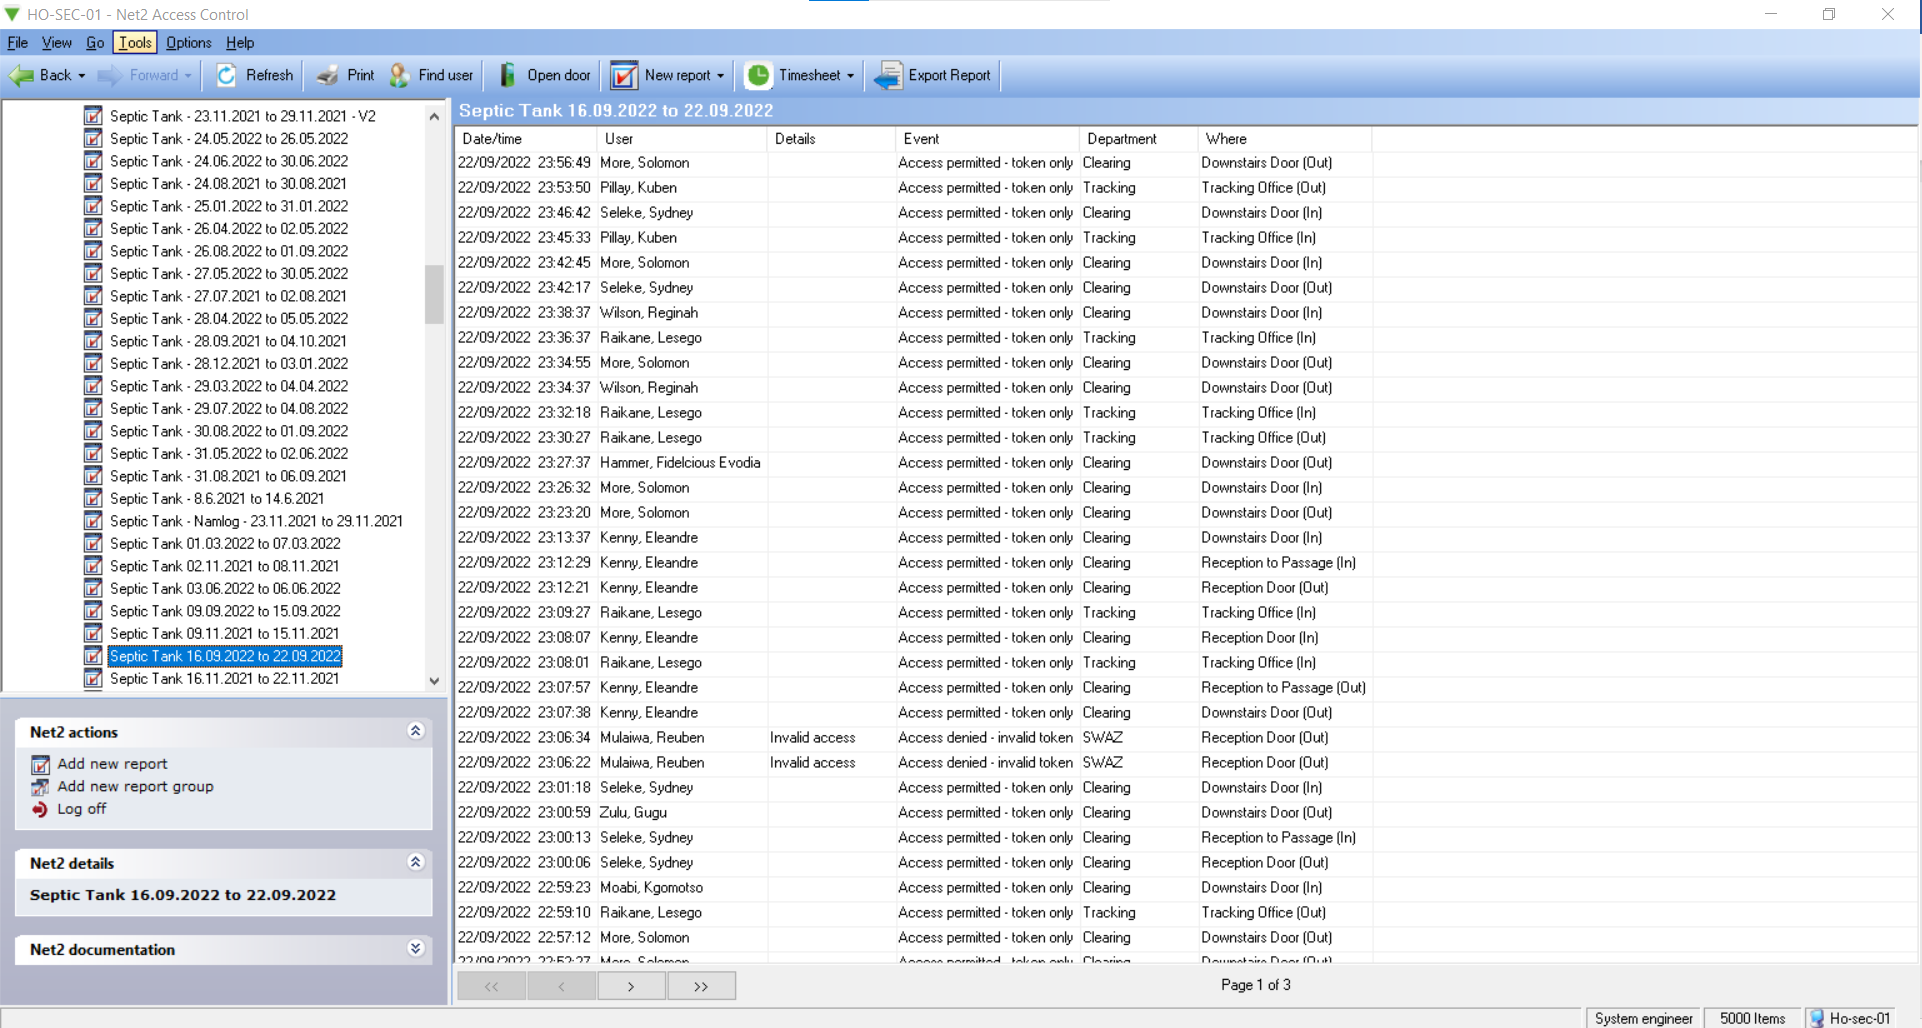 HO-SEC-01 - Net2 Access Control
File View Go Tools Options Help
Back Forward Refresh Print Find user Open door New report Timesheet Export Report
Septic Tank - 23.11.2021 to 29.11.2021 - V2
Septic Tank - 24.05.2022 to 26.05.2022
Septic Tank - 24.06.2022 to 30.06.2022
Septic Tank - 24.08.2021 to 30.08.2021
Septic Tank - 25.01.2022 to 31.01.2022
Septic Tank - 26.04.2022 to 02.05.2022
Septic Tank - 26.08.2022 to 01.09.2022
Septic Tank - 27.05.2022 to 30.05.2022
Septic Tank - 27.07.2021 to 02.08.2021
Septic Tank - 28.04.2022 to 05.05.2022
Septic Tank - 28.09.2021 to 04.10.2021
Septic Tank - 28.12.2021 to 03.01.2022
Septic Tank - 29.03.2022 to 04.04.2022
Septic Tank - 29.07.2022 to 04.08.2022
Septic Tank - 30.08.2022 to 01.09.2022
Septic Tank - 31.05.2022 to 02.06.2022
Septic Tank - 31.08.2021 to 06.09.2021
Septic Tank - 8.6.2021 to 14.6.2021
Septic Tank - Namlog - 23.11.2021 to 29.11.2021
Septic Tank 01.03.2022 to 07.03.2022
Septic Tank 02.11.2021 to 08.11.2021
Septic Tank 03.06.2022 to 06.06.2022
Septic Tank 09.09.2022 to 15.09.2022
Septic Tank 09.11.2021 to 15.11.2021
Septic Tank 16.09.2022 to 22.09.2022
Septic Tank 16.11.2021 to 22.11.2021
Net2 actions
Add new report
Add new report group
Log off
Net2 details
Septic Tank 16.09.2022 to 22.09.2022
Net2 documentation
Septic Tank 16.09.2022 to 22.09.2022
Date/time User Details Event Department Where
22/09/2022 23:56:49 More, Solomon Access permitted - token only Clearing Downstairs Door (Out)
22/09/2022 23:53:50 Pillay, Kuben Access permitted - token only Tracking Tracking Office (Out)
22/09/2022 23:46:42 Seleke, Sydney Access permitted - token only Clearing Downstairs Door (In)
22/09/2022 23:45:33 Pillay, Kuben Access permitted - token only Tracking Tracking Office (In)
22/09/2022 23:42:45 More, Solomon Access permitted - token only Clearing Downstairs Door (In)
22/09/2022 23:42:17 Seleke, Sydney Access permitted - token only Clearing Downstairs Door (Out)
22/09/2022 23:38:37 Wilson, Reginah Access permitted - token only Clearing Downstairs Door (In)
22/09/2022 23:36:37 Raikane, Lesego Access permitted - token only Tracking Tracking Office (In)
22/09/2022 23:34:55 More, Solomon Access permitted - token only Clearing Downstairs Door (Out)
22/09/2022 23:34:37 Wilson, Reginah Access permitted - token only Clearing Downstairs Door (Out)
22/09/2022 23:32:18 Raikane, Lesego Access permitted - token only Tracking Tracking Office (In)
22/09/2022 23:30:27 Raikane, Lesego Access permitted - token only Tracking Tracking Office (Out)
22/09/2022 23:27:37 Hammer, Fidelcious Evodia Access permitted - token only Clearing Downstairs Door (Out)
22/09/2022 23:26:32 More, Solomon Access permitted - token only Clearing Downstairs Door (In)
22/09/2022 23:23:20 More, Solomon Access permitted - token only Clearing Downstairs Door (Out)
22/09/2022 23:13:37 Kenny, Eleandre Access permitted - token only Clearing Downstairs Door (In)
22/09/2022 23:12:29 Kenny, Eleandre Access permitted - token only Clearing Reception to Passage (In)
22/09/2022 23:12:21 Kenny, Eleandre Access permitted - token only Clearing Reception Door (Out)
22/09/2022 23:09:27 Raikane, Lesego Access permitted - token only Tracking Tracking Office (In)
22/09/2022 23:08:07 Kenny, Eleandre Access permitted - token only Clearing Reception Door (In)
22/09/2022 23:08:01 Raikane, Lesego Access permitted - token only Tracking Tracking Office (In)
22/09/2022 23:07:57 Kenny, Eleandre Access permitted - token only Clearing Reception to Passage (Out)
22/09/2022 23:07:38 Kenny, Eleandre Access permitted - token only Clearing Downstairs Door (Out)
22/09/2022 23:06:34 Mulaiwa, Reuben Invalid access Access denied - invalid token SWAZ Reception Door (Out)
22/09/2022 23:06:22 Mulaiwa, Reuben Invalid access Access denied - invalid token SWAZ Reception Door (Out)
22/09/2022 23:01:18 Seleke, Sydney Access permitted - token only Clearing Downstairs Door (In)
22/09/2022 23:00:59 Zulu, Gugu Access permitted - token only Clearing Downstairs Door (Out)
22/09/2022 23:00:13 Seleke, Sydney Access permitted - token only Clearing Reception to Passage (In)
22/09/2022 23:00:06 Seleke, Sydney Access permitted - token only Clearing Reception Door (Out)
22/09/2022 22:59:23 Moabi, Kgomotso Access permitted - token only Clearing Downstairs Door (In)
22/09/2022 22:59:10 Raikane, Lesego Access permitted - token only Tracking Tracking Office (Out)
22/09/2022 22:57:12 More, Solomon Access permitted - token only Clearing Downstairs Door (Out)
22/09/2022 22:52:27 More, Solomon Access permitted - token only Clearing Downstairs Door (Out)
<< < > >> Page 1 of 3
System engineer 5000 Items Ho-sec-01